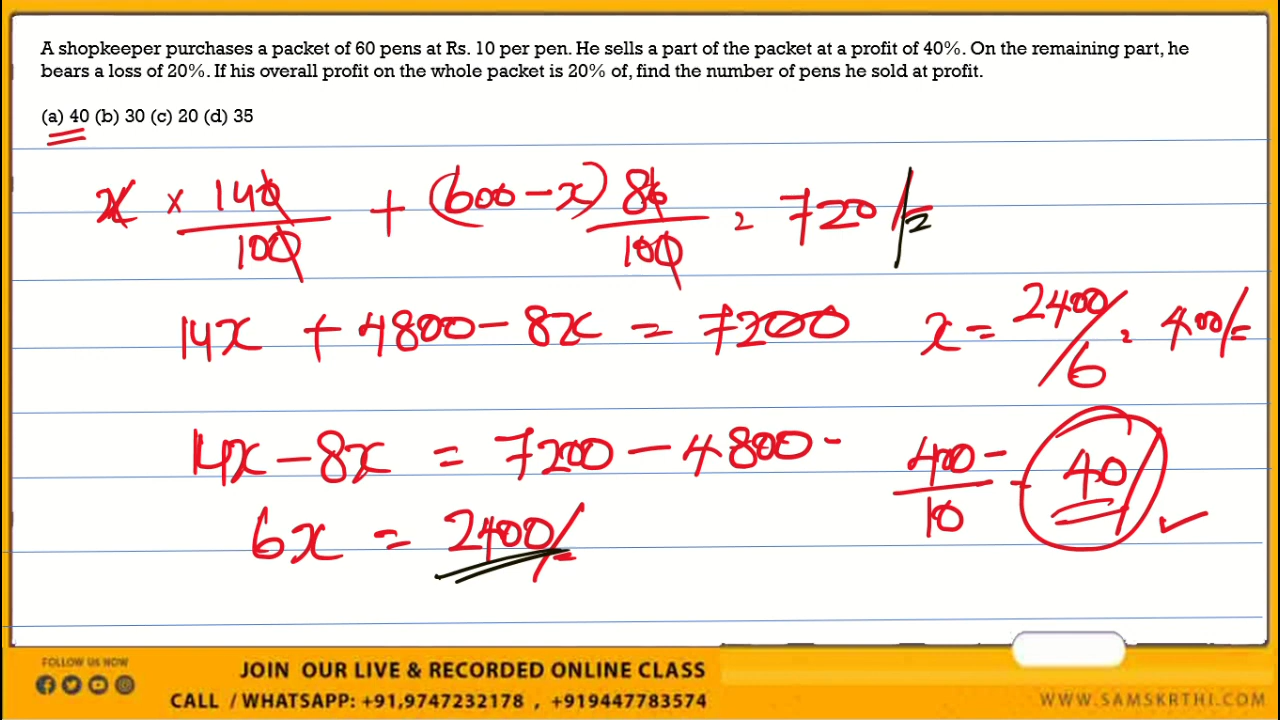 A shopkeeper purchases a packet of 60 pens at Rs. 10 per pen. He sells a part of the packet at a profit of 40%. On the remaining part, he
bears a loss of 20%. If his overall profit on the whole packet is 20% of, find the number of pens he sold at profit.
(a) 40 (b) 30 (c) 20 (d) 35
x × 140/100 + (600 - x) 80/100 = 720/=
14x + 4800 - 8x = 7200
x = 2400/6 = 400/=
14x - 8x = 7200 - 4800 -
400/10 - 40/
6x = 2400/=
FOLLOW US NOW
JOIN OUR LIVE & RECORDED ONLINE CLASS
CALL / WHATSAPP: +91,9747232178 , +919447783574
WWW.SAMSKRTHI.COM